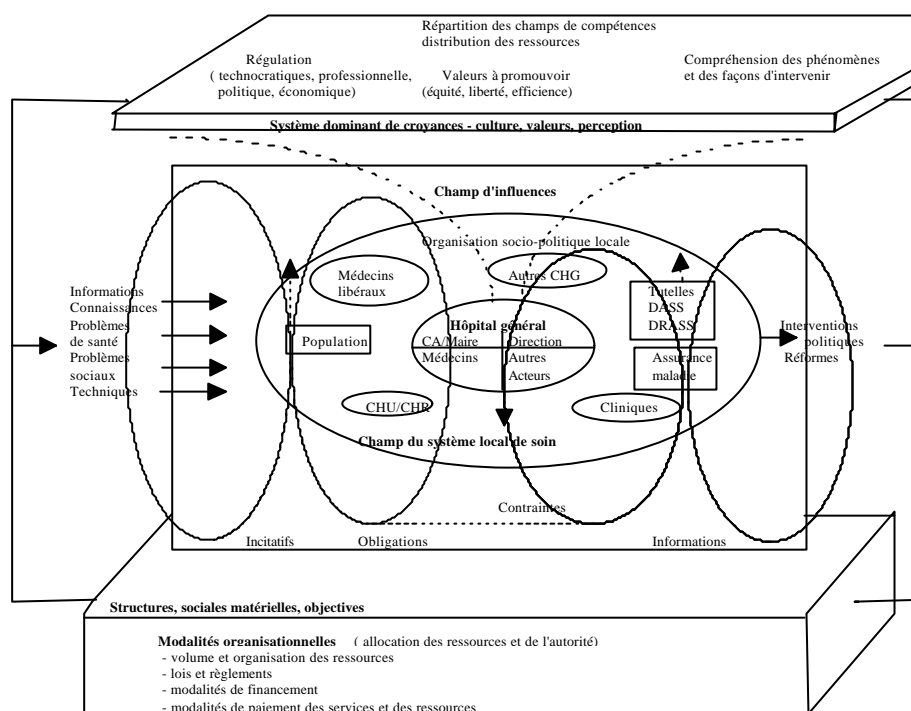 Répartition des champs de compétences
distribution des ressources
Régulation
( technocratiques, professionnelle,
politique, économique)
Valeurs à promouvoir
(équité, liberté, efficience)
Compréhension des phénomènes
et des façons d'intervenir
Système dominant de croyances - culture, valeurs, perception
Champ d'influences
Organisation socio-politique locale
Médecins
libéraux
Autres CHG
Tutelles
DASS
DRASS
Informations
Connaissances
Problèmes
de santé
Problèmes
sociaux
Techniques
Population
Hôpital général
CA/Maire
Médecins
Direction
Autres
Acteurs
Assurance
maladie
Interventions
politiques
Réformes
CHU/CHR
Cliniques
Champ du système local de soin
Contraintes
Incitatifs
Obligations
Informations
Structures, sociales matérielles, objectives
Modalités organisationnelles ( allocation des ressources et de l'autorité)
- volume et organisation des ressources
- lois et règlements
- modalités de financement
- modalités de paiement des services et des ressources